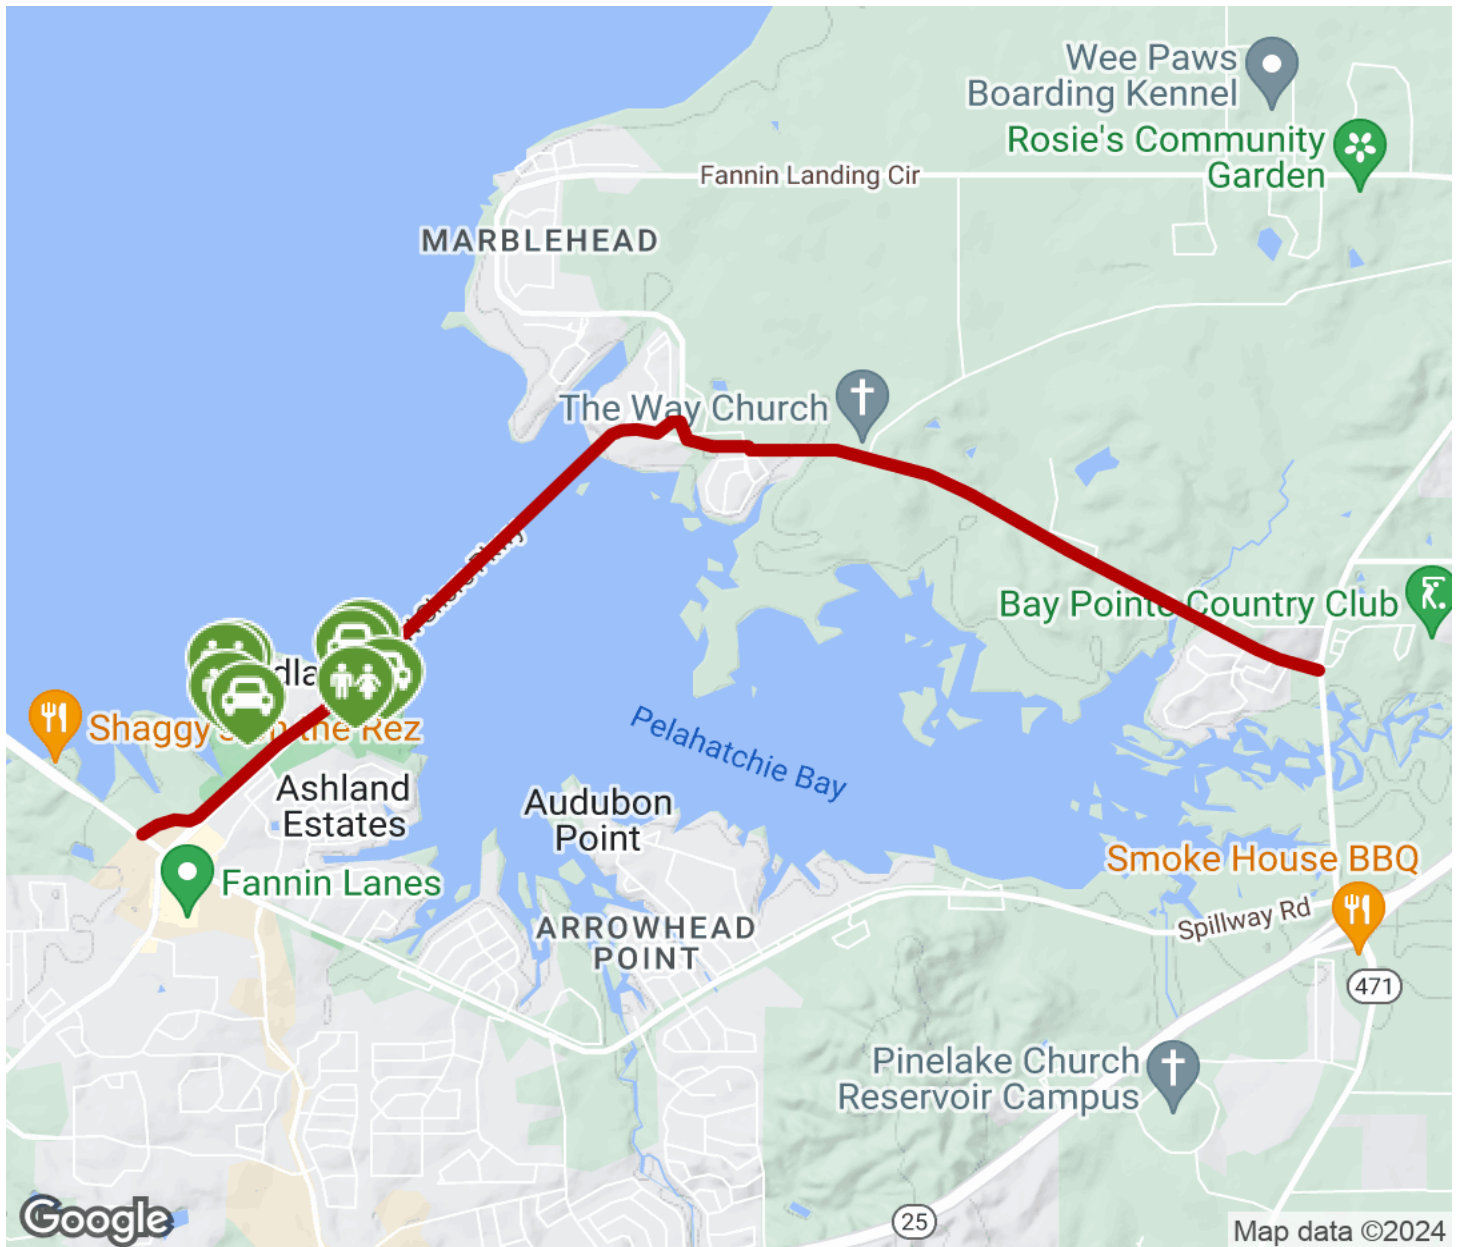 Wee Paws
Boarding Kennel
Rosie's Community
Garden
Fannin Landing Cir
MARBLEHEAD
The Way Church
Bay Pointe Country Club
Shaggy's on the Rez
Pelahatchie Bay
Ashland
Estates
Audubon
Point
Smoke House BBQ
Fannin Lanes
ARROWHEAD
POINT
Spillway Rd
471
Pinelake Church
Reservoir Campus
25
Google
Map data ©2024